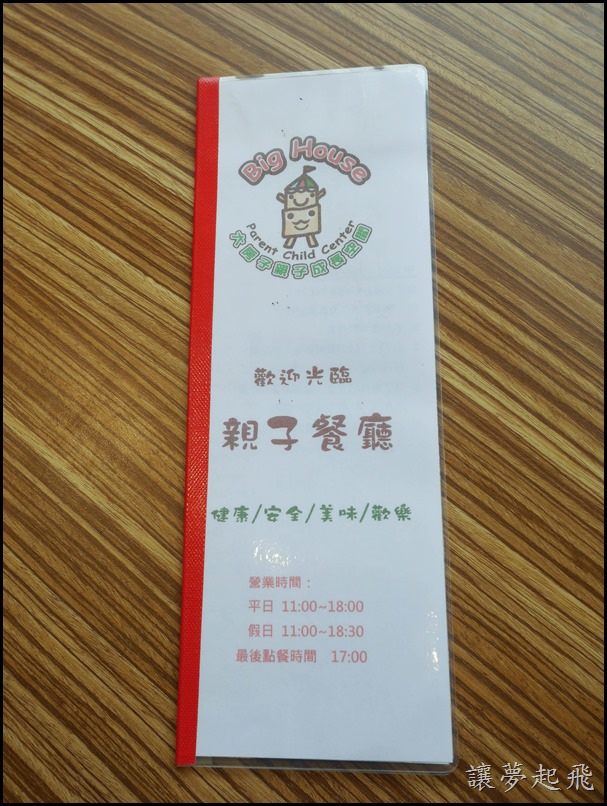 Big House
Parent Child Center
大房子親子成長空間
歡迎光臨
親子餐廳
健康/安全/美味/歡樂
營業時間：
平日 11:00~18:00
假日 11:00~18:30
最後點餐時間 17:00
讓夢起飛